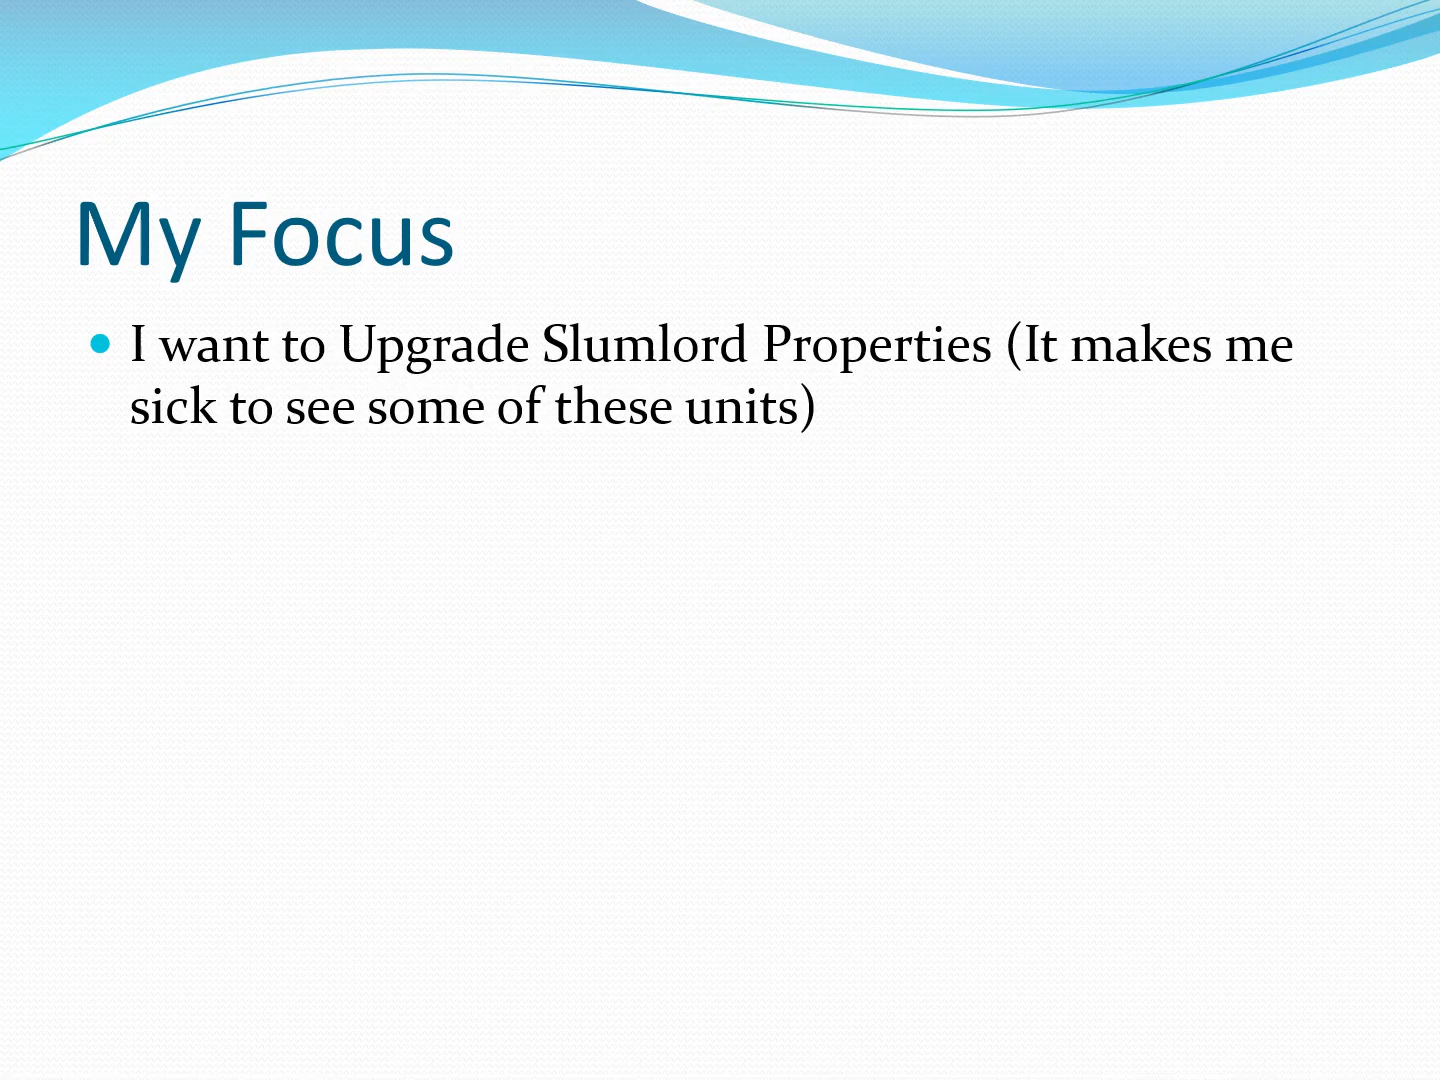 My Focus
I want to Upgrade Slumlord Properties (It makes me
sick to see some of these units)